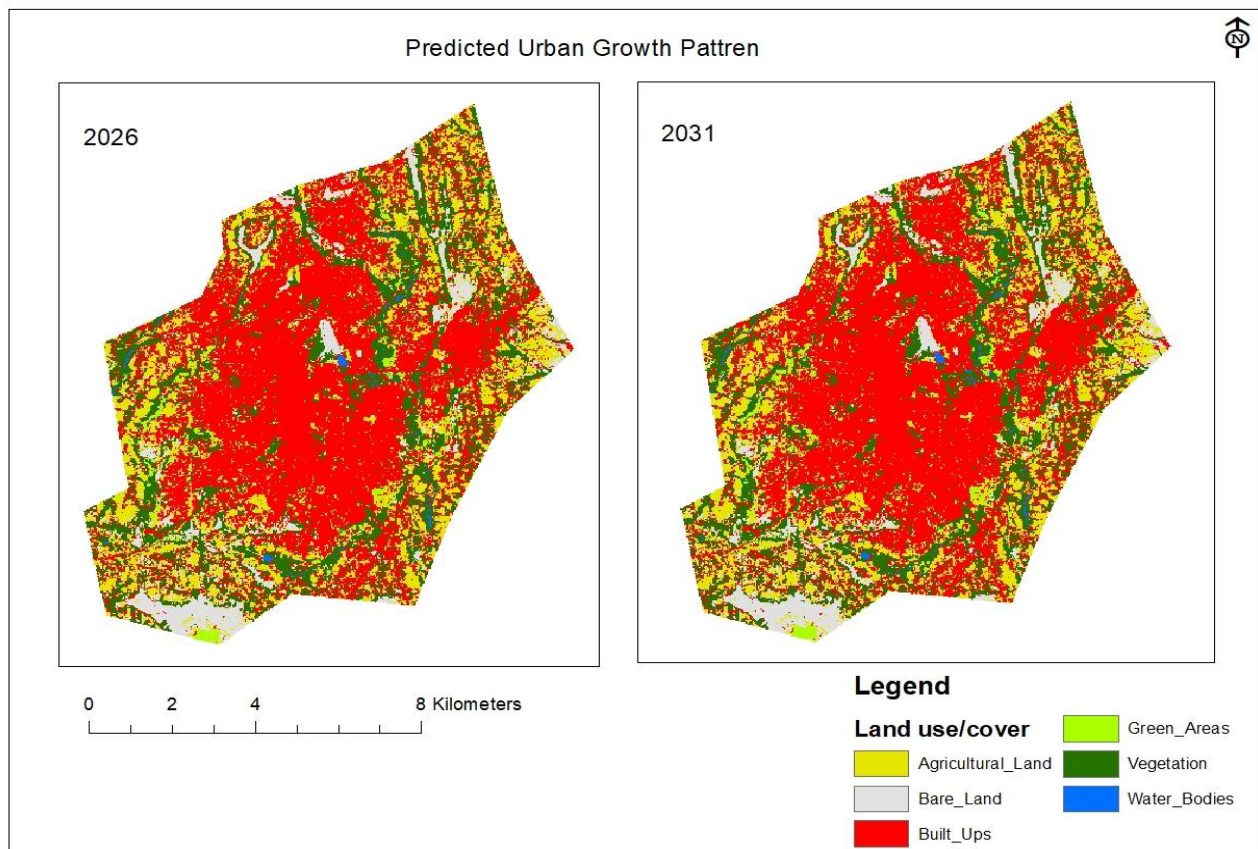 Predicted Urban Growth Pattren
N
2026
2031
0 2 4 8 Kilometers
Legend
Land use/cover
Agricultural_Land
Bare_Land
Built_Ups
Green_Areas
Vegetation
Water_Bodies